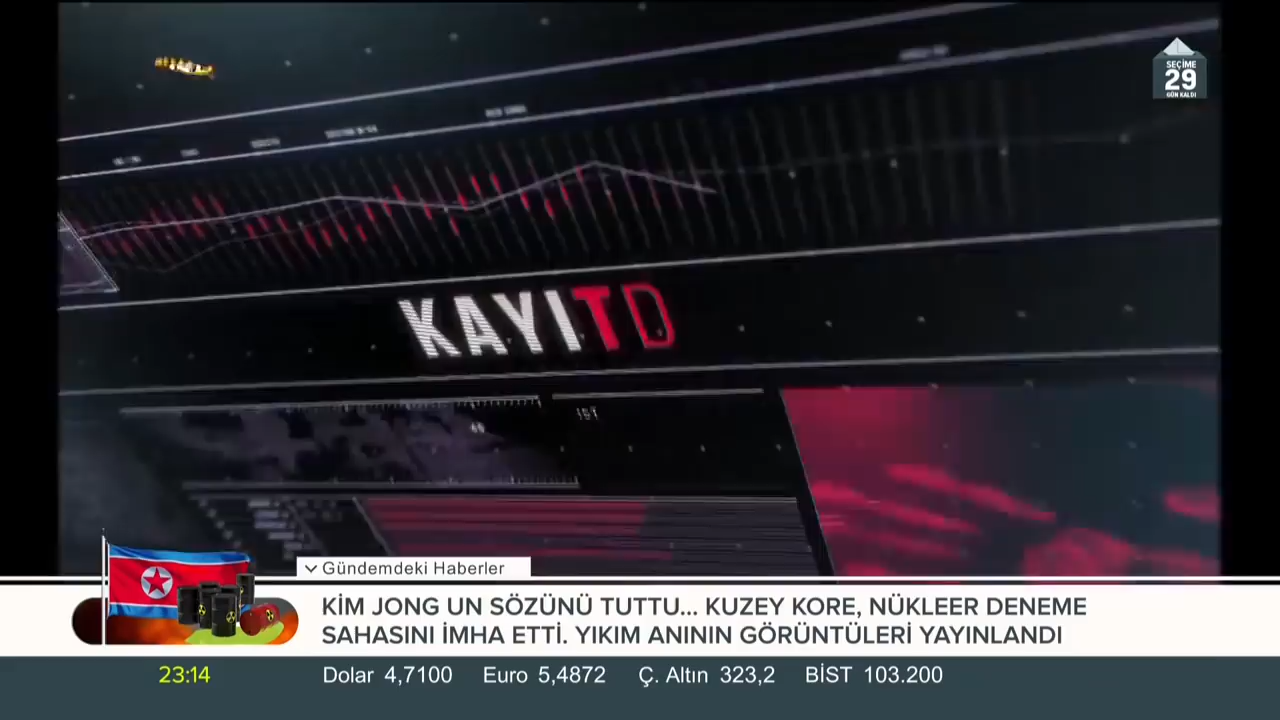 SEÇİME
29
GÜN KALDI
KAYITD
151
Gündemdeki Haberler
KİM JONG UN SÖZÜNÜ TUTTU... KUZEY KORE, NÜKLEER DENEME
SAHASINI İMHA ETTİ. YIKIM ANININ GÖRÜNTÜLERİ YAYINLANDI
23:14 Dolar 4,7100 Euro 5,4872 Ç. Altın 323,2 BİST 103.200